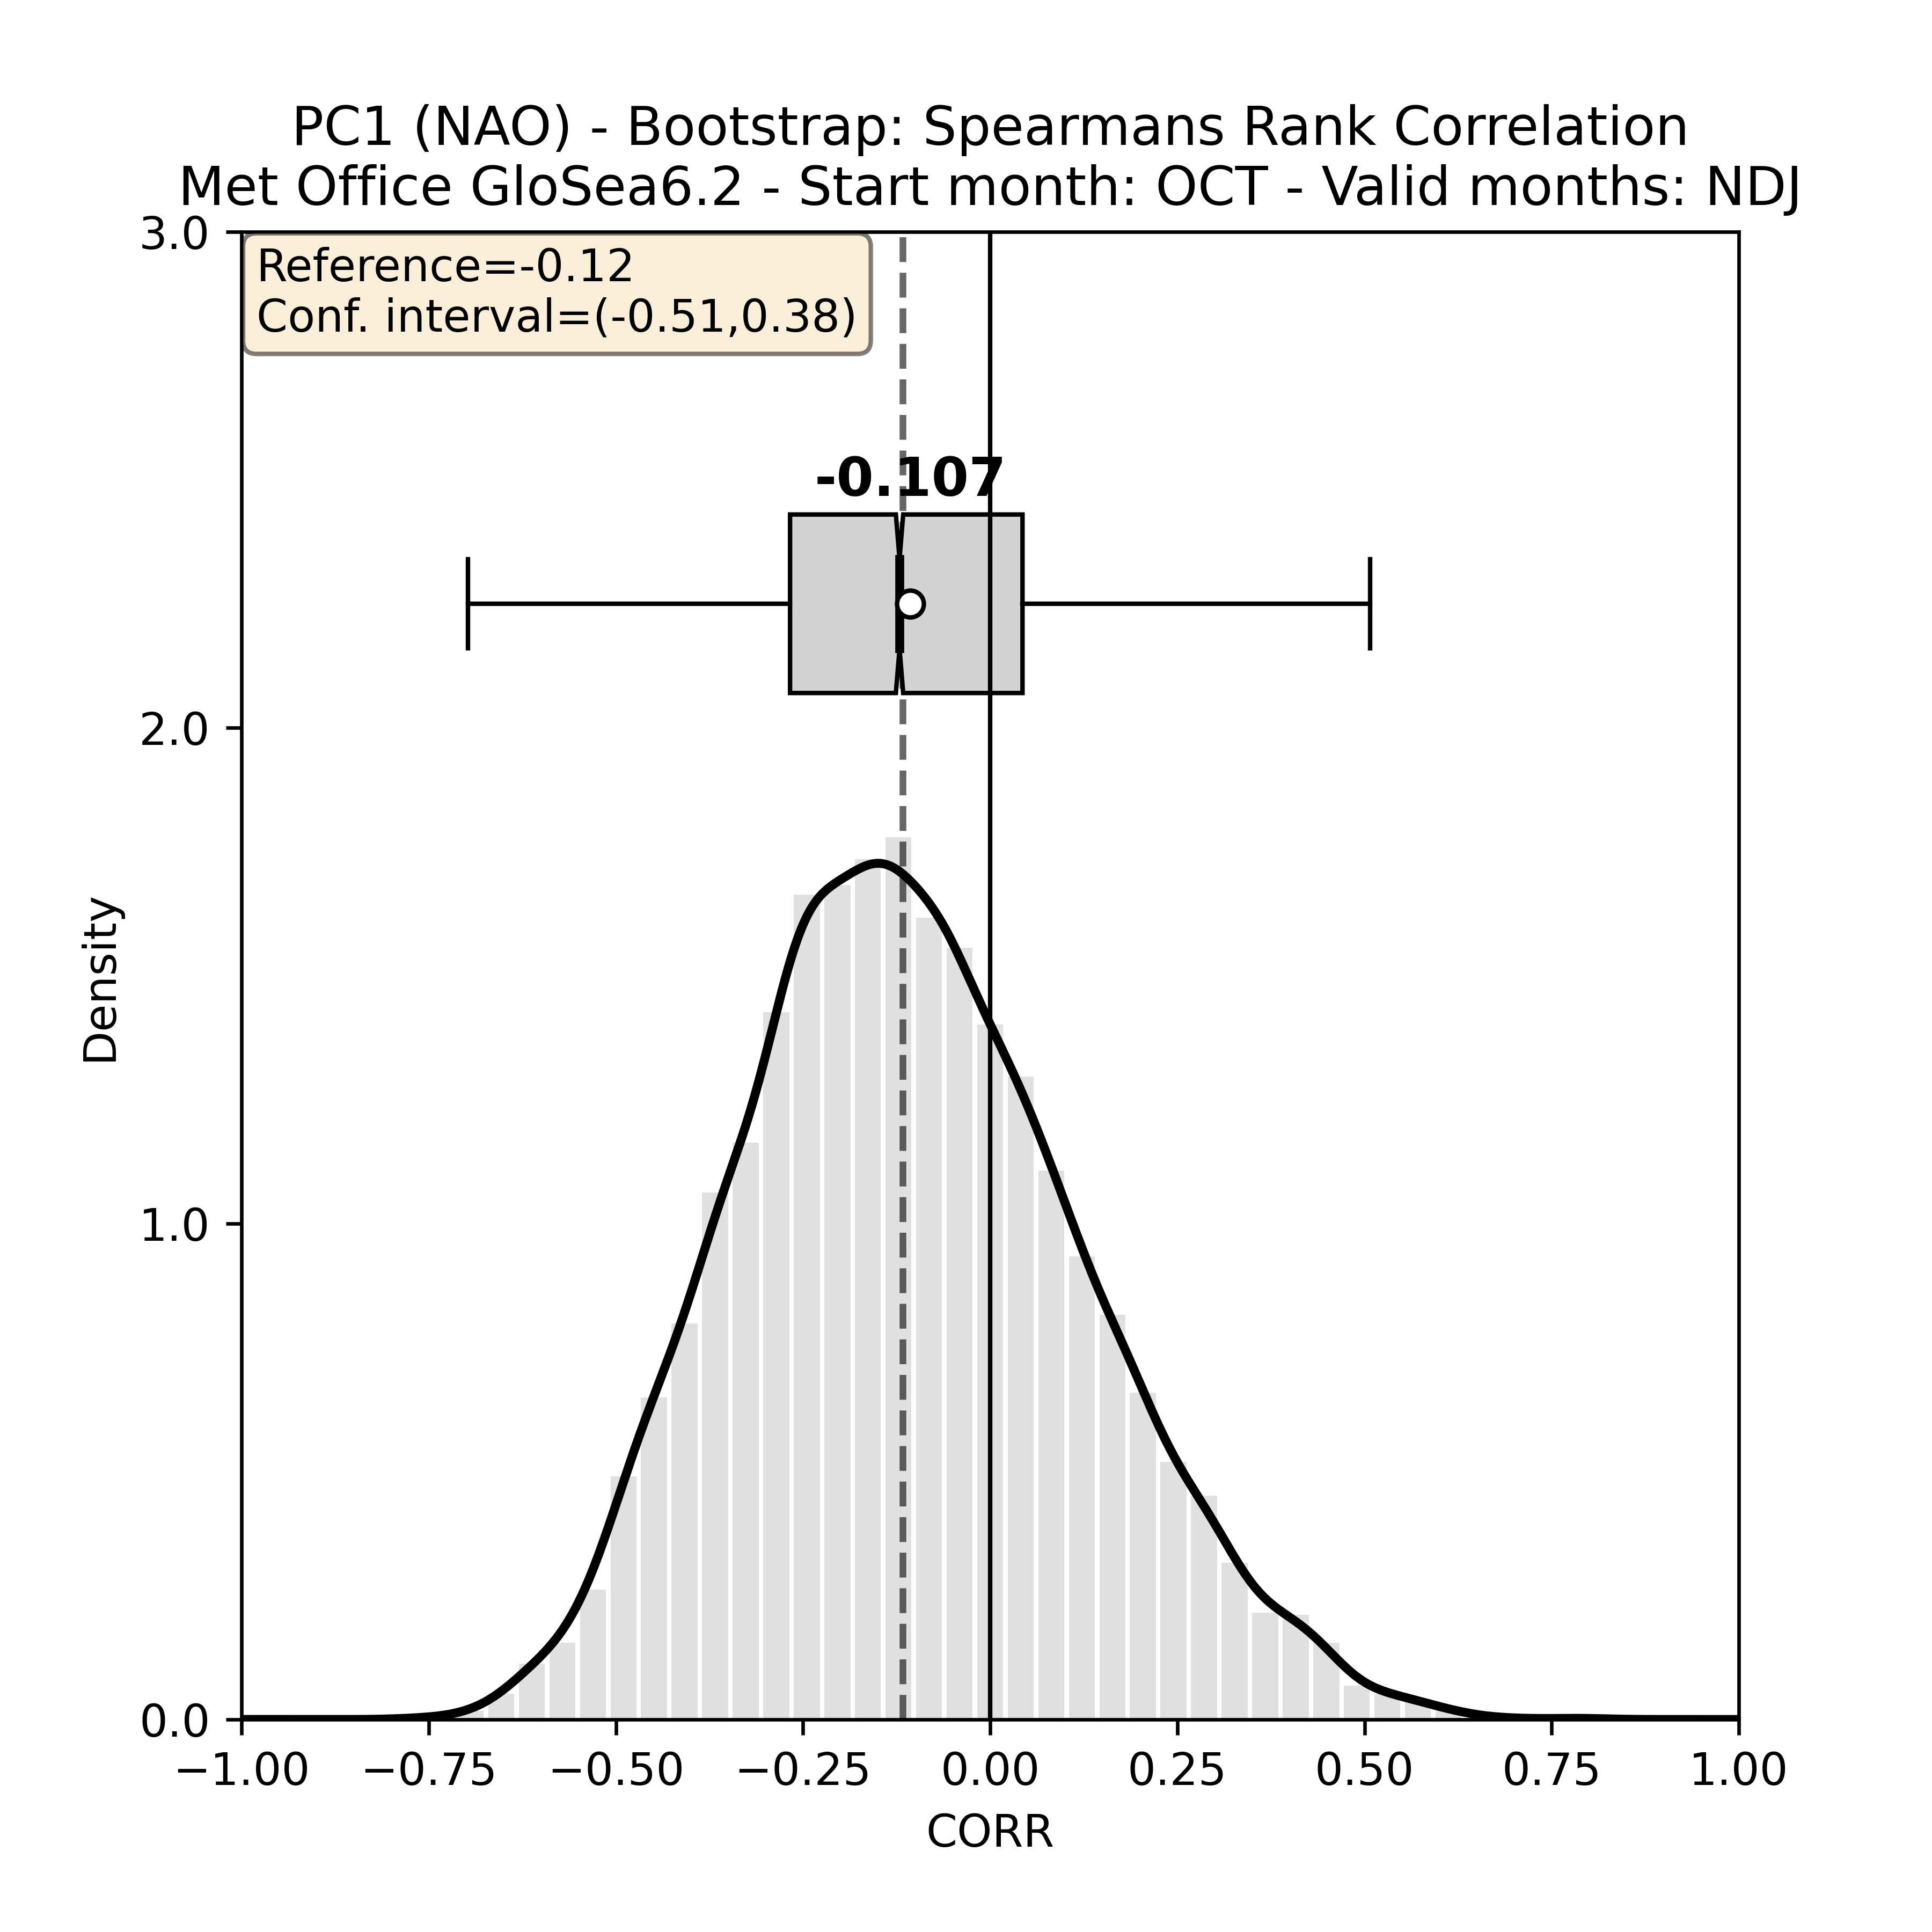 PC1 (NAO) - Bootstrap: Spearmans Rank Correlation
Met Office GloSea6.2 - Start month: OCT - Valid months: NDJ
Reference=-0.12
Conf. interval=(-0.51,0.38)
-0.107
3.0
2.0
1.0
0.0
Density
−1.00 −0.75 −0.50 −0.25 0.00 0.25 0.50 0.75 1.00
CORR